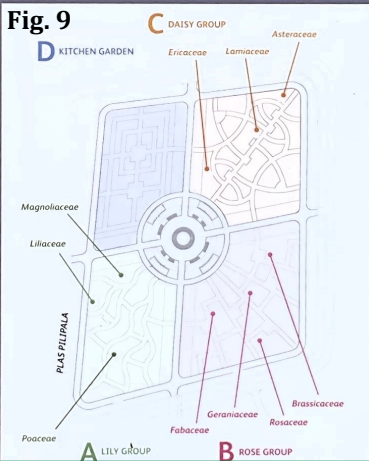 Fig. 9
C DAISY GROUP
D KITCHEN GARDEN
Asteraceae
Ericaceae
Lamiaceae
Magnoliaceae
Liliaceae
PLAS PILIPALA
Poaceae
Brassicaceae
Rosaceae
Geraniaceae
Fabaceae
A LILY GROUP
B ROSE GROUP